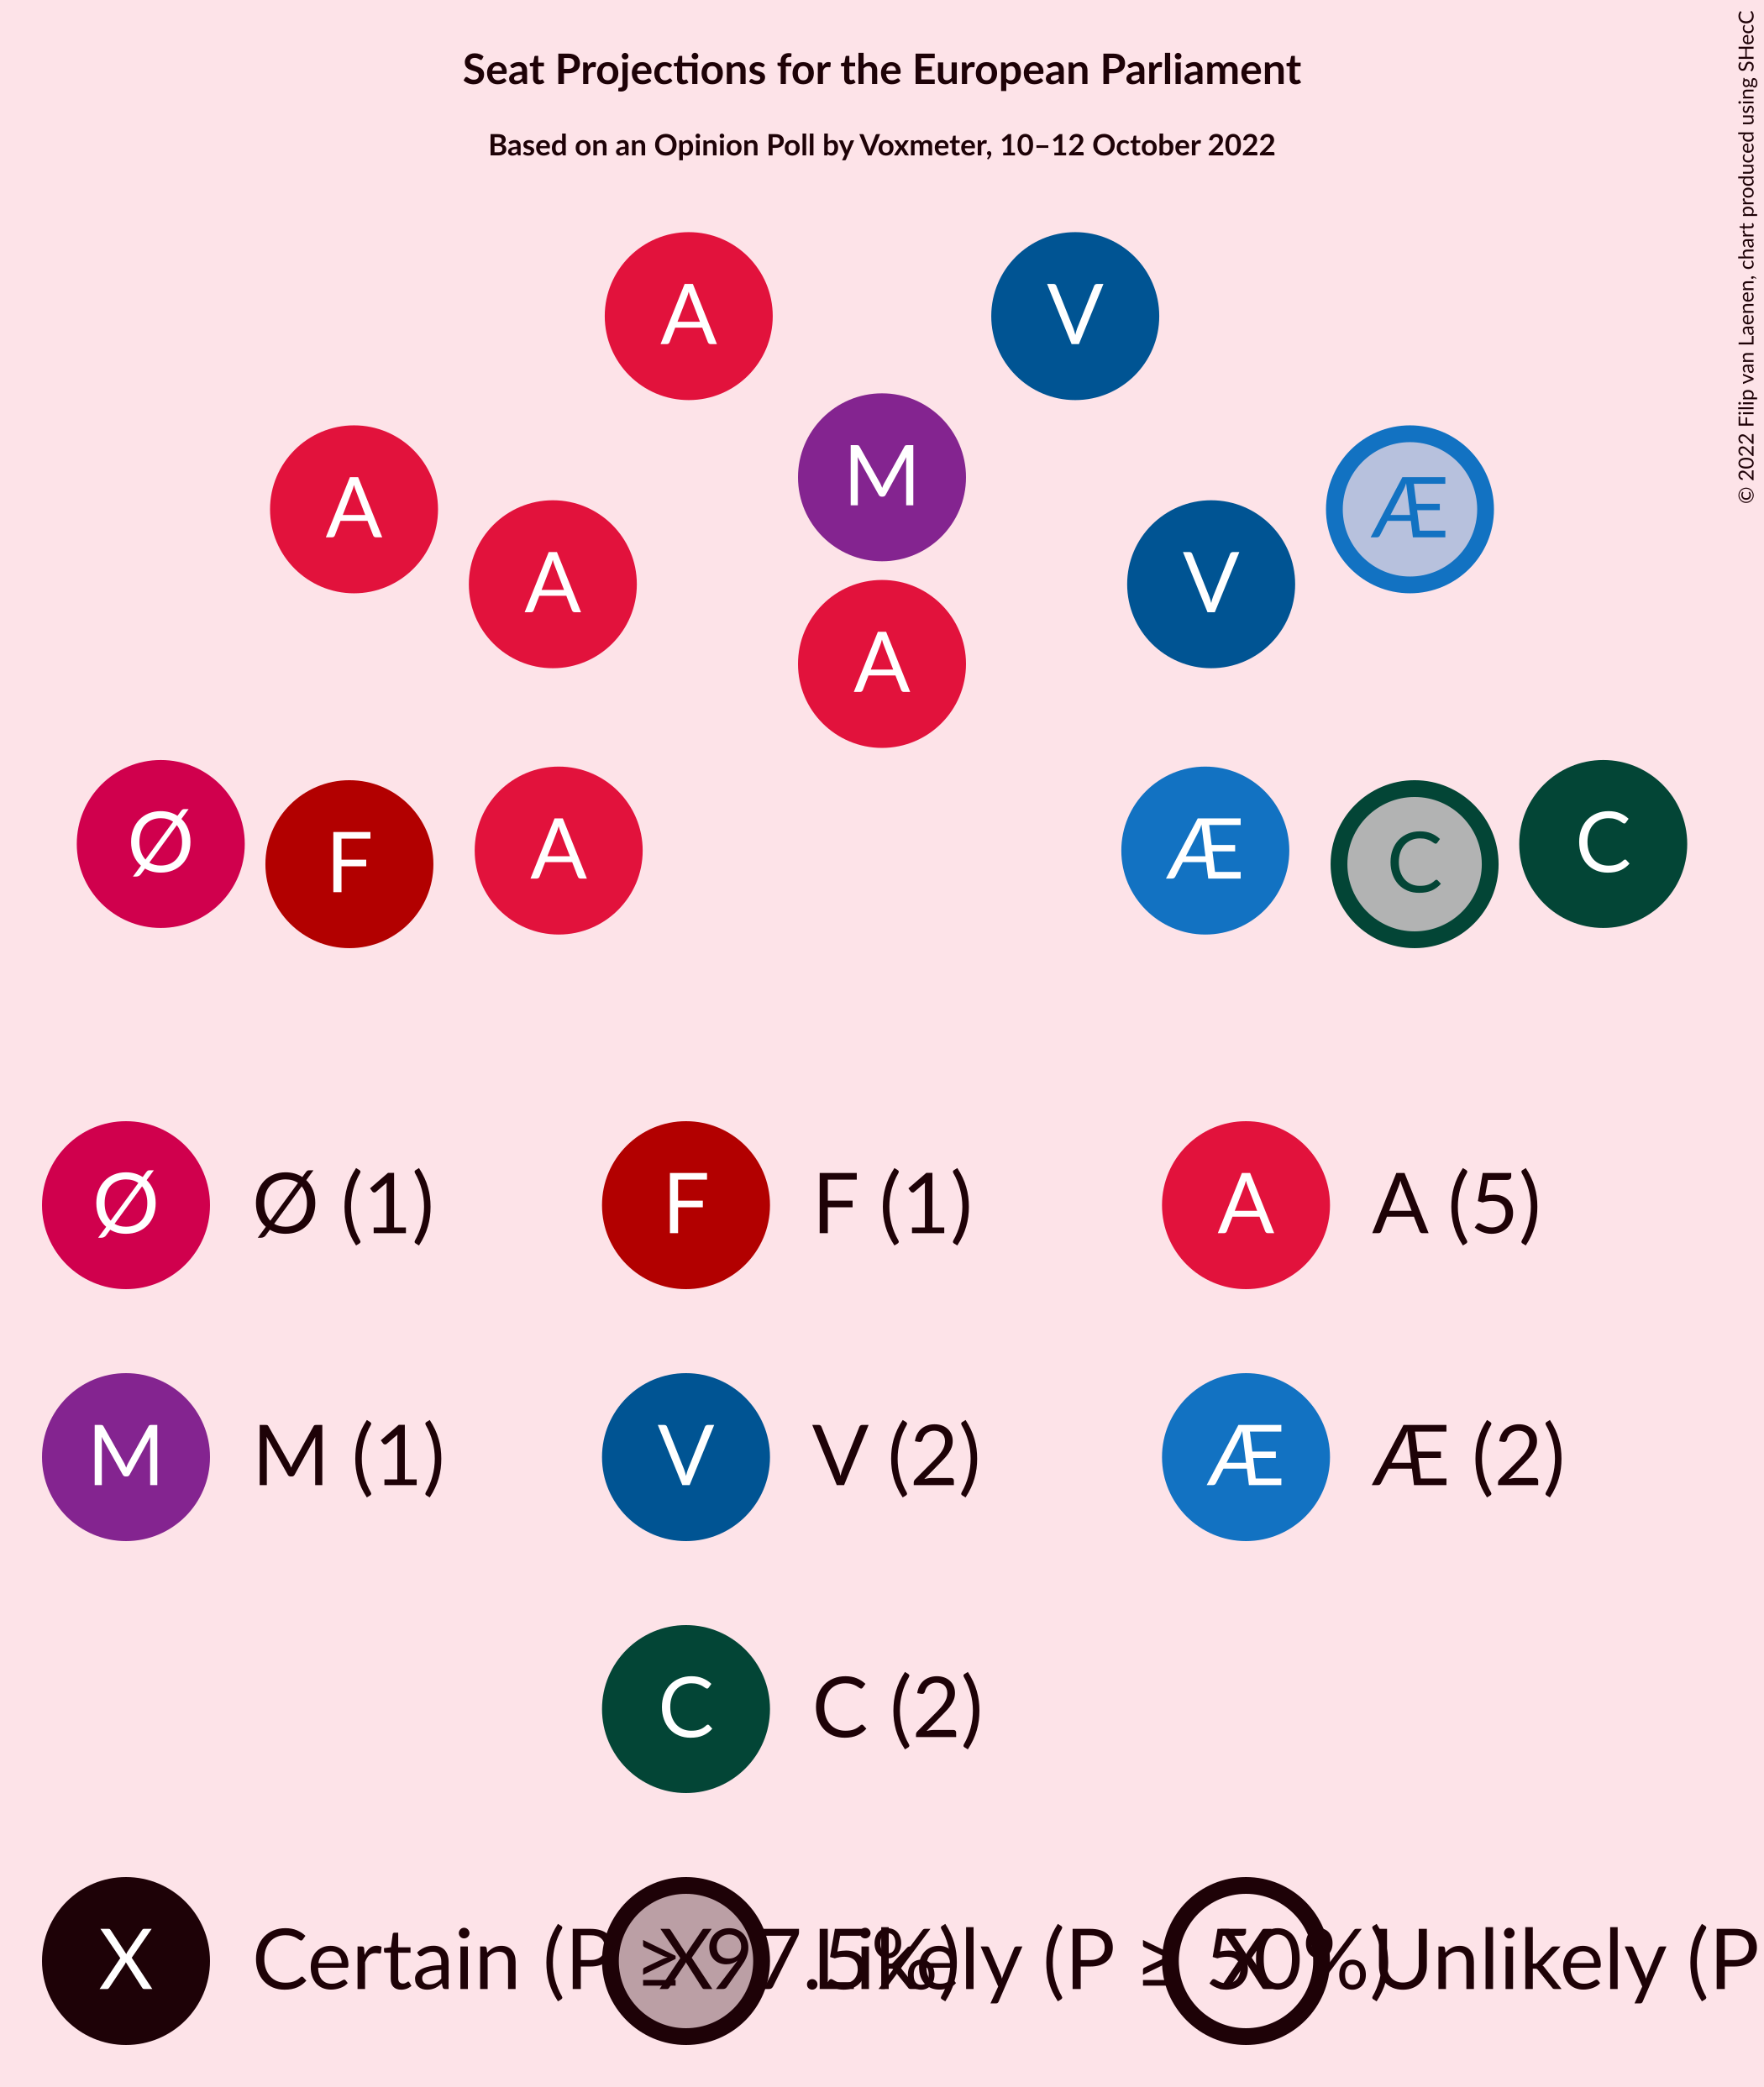 Seat Projections for the European Parliament
Based on an Opinion Poll by Voxmeter, 10–12 October 2022
© 2022 Filip van Laenen, chart produced using SHecC
A V
M
A Æ
A V
A
Ø C
F C
A Æ
Ø Ø (1) F F (1) A A (5)
M M (1) V V (2) Æ Æ (2)
C C (2)
X Certain (P ≥ 97.5%) X Likely (P ≥ 50%) X Unlikely (P